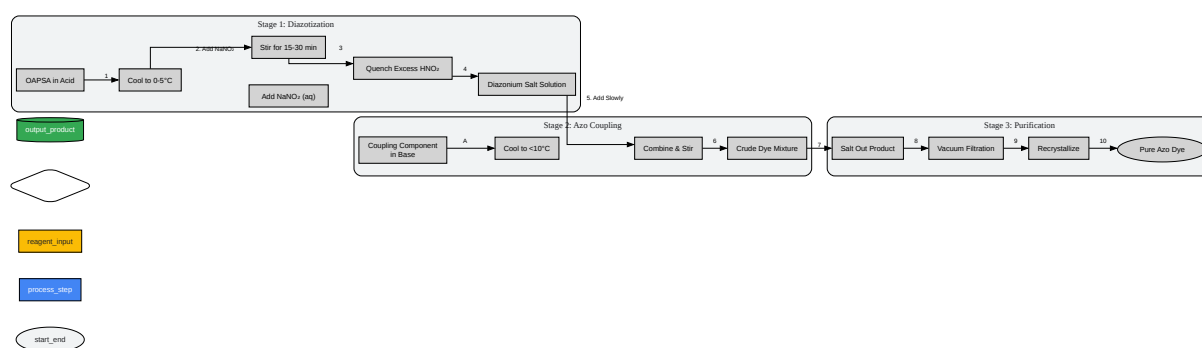 Stage 1: Diazotization
OAPSA in Acid
1
Cool to 0-5°C
2. Add NaNO₂
Stir for 15-30 min
3
Quench Excess HNO₂
4
Diazonium Salt Solution
Add NaNO₂ (aq)
5. Add Slowly
Stage 2: Azo Coupling
Coupling Component
in Base
A
Cool to <10°C
Combine & Stir
6
Crude Dye Mixture
7
Stage 3: Purification
Salt Out Product
8
Vacuum Filtration
9
Recrystallize
10
Pure Azo Dye
output_product
reagent_input
process_step
start_end